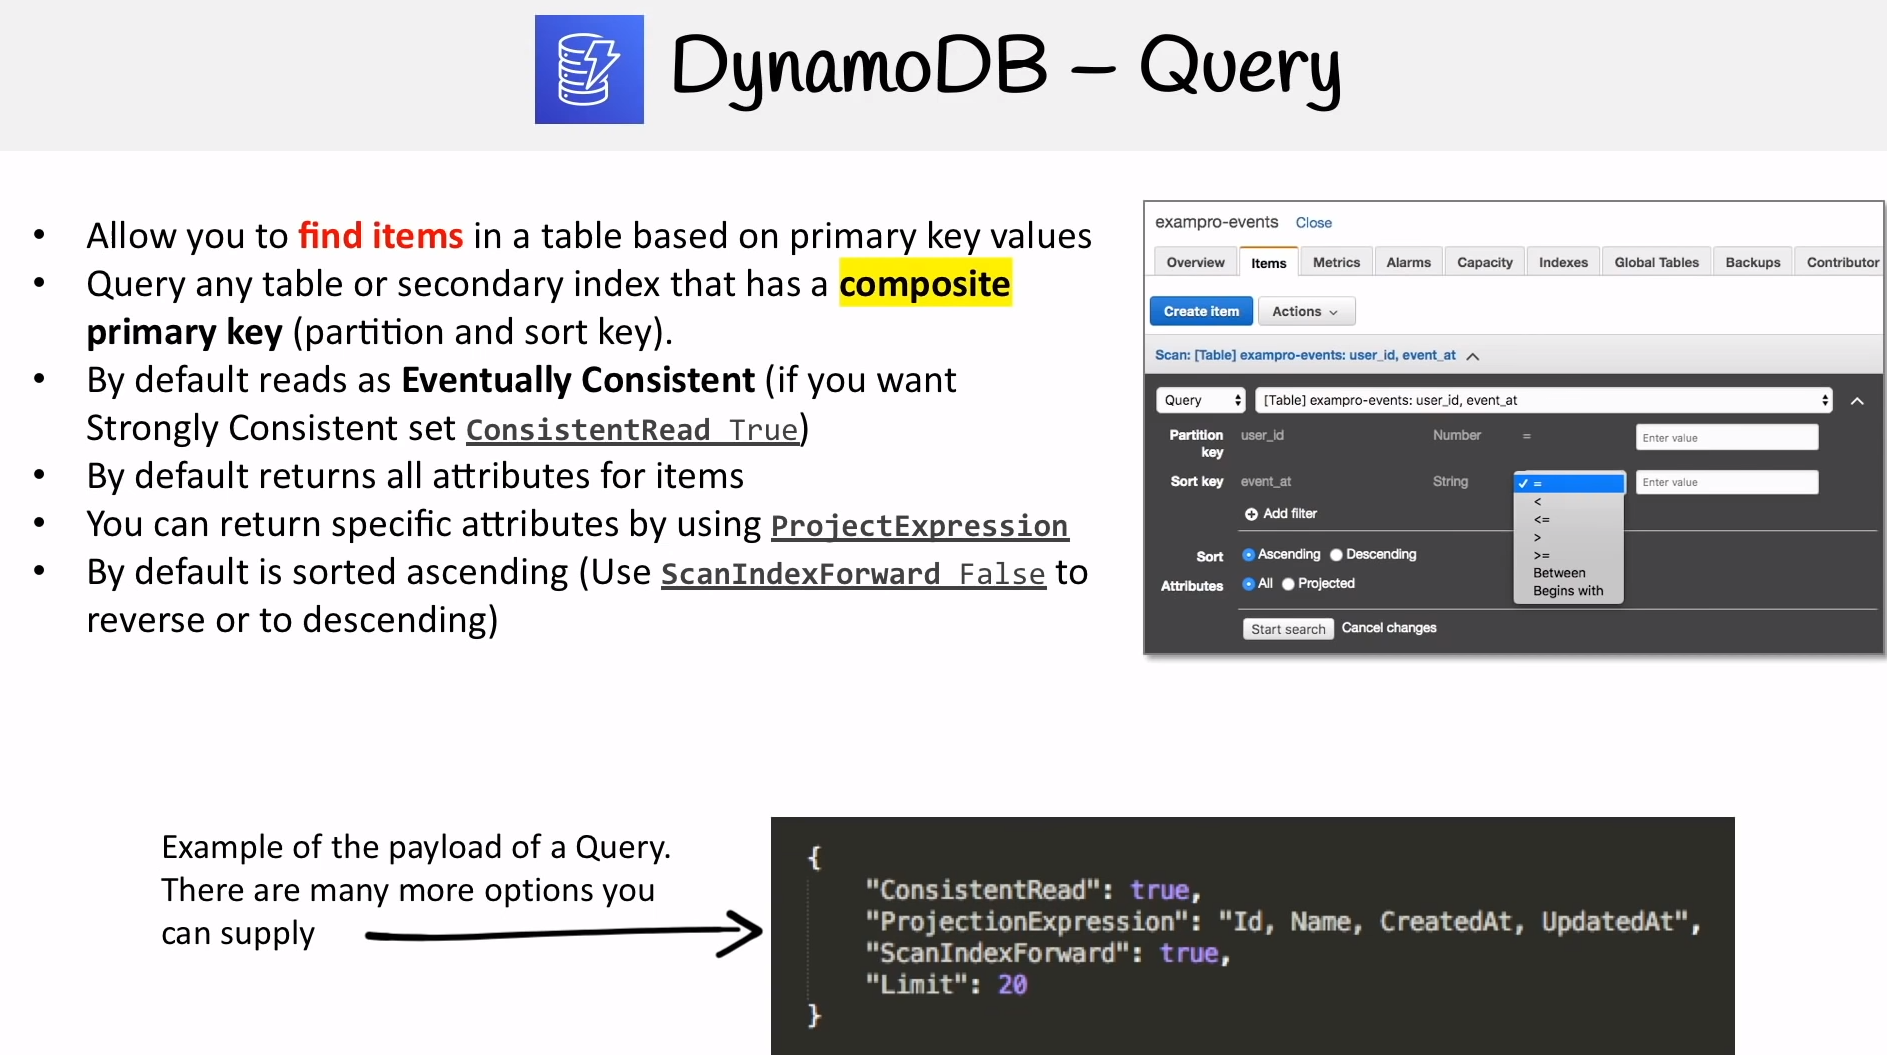 DynamoDB – Query
• Allow you to find items in a table based on primary key values
• Query any table or secondary index that has a composite
primary key (partition and sort key).
• By default reads as Eventually Consistent (if you want
Strongly Consistent set ConsistentRead True)
• By default returns all attributes for items
• You can return specific attributes by using ProjectExpression
• By default is sorted ascending (Use ScanIndexForward False to
reverse or to descending)
exampro-events Close
Overview Items Metrics Alarms Capacity Indexes Global Tables Backups Contributor
Create item Actions
Scan: [Table] exampro-events: user_id, event_at
Query [Table] exampro-events: user_id, event_at
Partition key user_id Number = Enter value
Sort key event_at String = Enter value
<
<=
>
>=
Between
Begins with
Add filter
Sort Ascending Descending
Attributes All Projected
Start search Cancel changes
Example of the payload of a Query.
There are many more options you
can supply
{
"ConsistentRead": true,
"ProjectionExpression": "Id, Name, CreatedAt, UpdatedAt",
"ScanIndexForward": true,
"Limit": 20
}